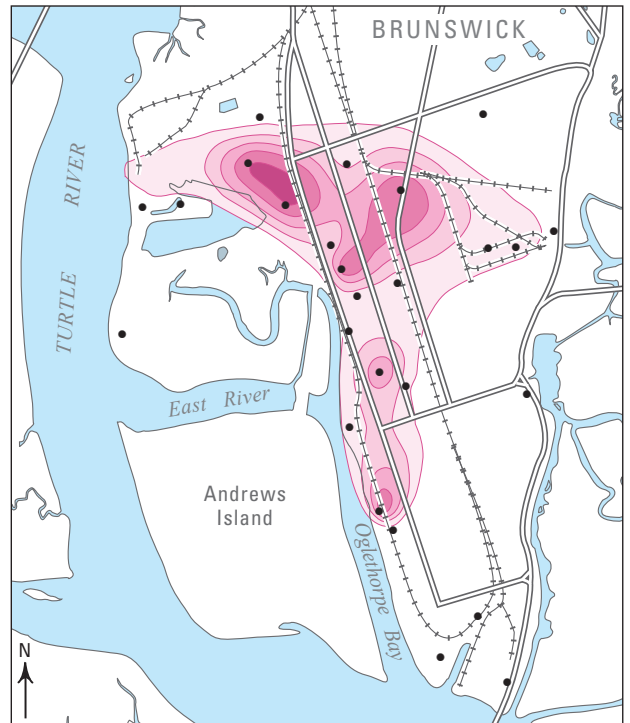 BRUNSWICK
TURTLE RIVER
East River
Andrews
Island
Oglethorpe Bay
N